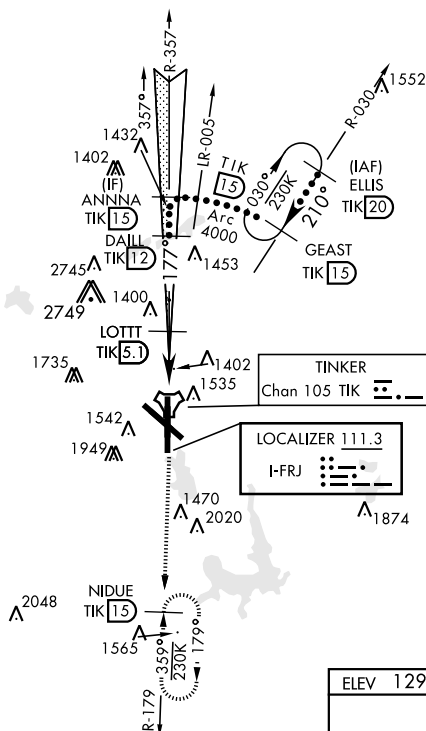 R-357
357°
R-030
1552
1432
LR-005
TIK
15
1402
(IF)
ANNNA
TIK 15
030°
230K
210°
(IAF)
ELLIS
TIK 20
Arc
4000
DAILL
TIK 12
177°
GEAST
TIK 15
1453
2745
2749
1400
LOTTT
TIK 5.1
1402
1735
1535
TINKER
Chan 105 TIK
1542
1949
LOCALIZER 111.3
I-FRJ
1470
2020
1874
NIDUE
TIK 15
2048
1565
359°
230K
179°
R-179
ELEV 129